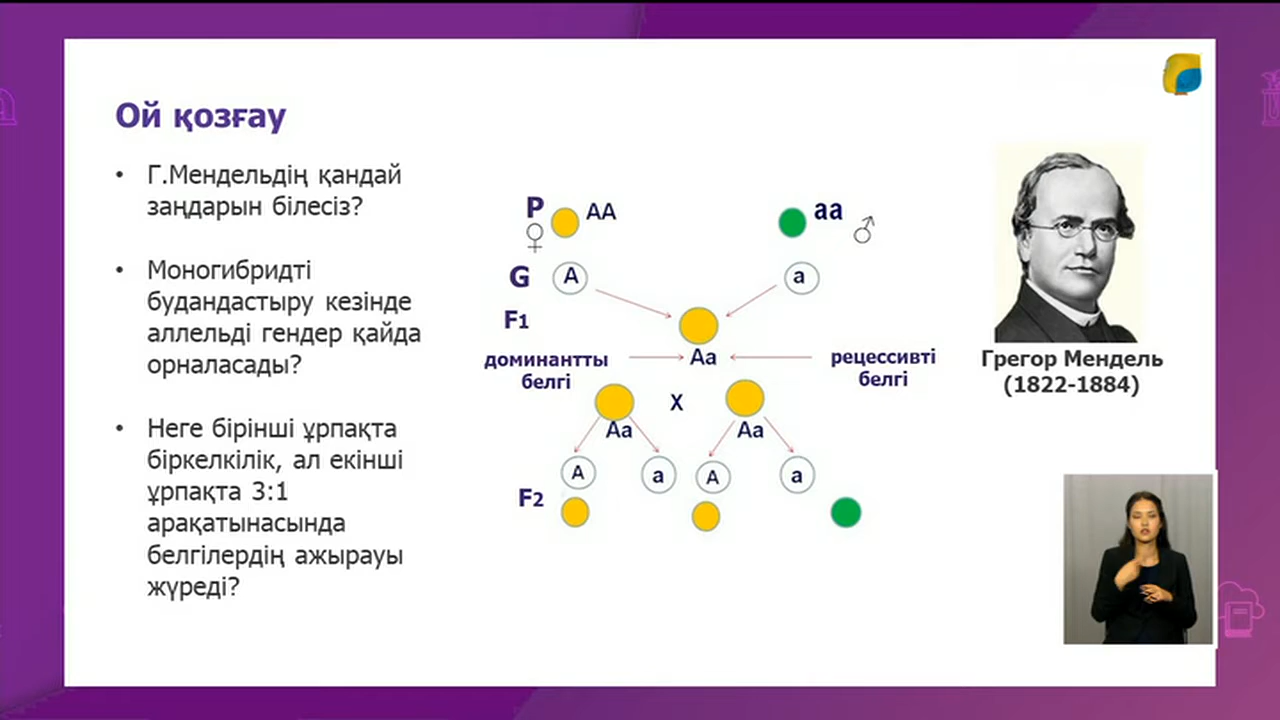 Ой қозғау
• Г.Мендельдің қандай
заңдарын білесіз?
• Моногибридті
будандастыру кезінде
аллельді гендер қайда
орналасады?
• Неге бірінші ұрпақта
біркелкілік, ал екінші
ұрпақта 3:1
арақатынасында
белгілердің ажырауы
жүреді?
P AA aa
♀ ♂
G A a
F1
доминантты Aa рецессивті
белгі белгі
X
Aa Aa
A a A a
F2
Грегор Мендель
(1822-1884)